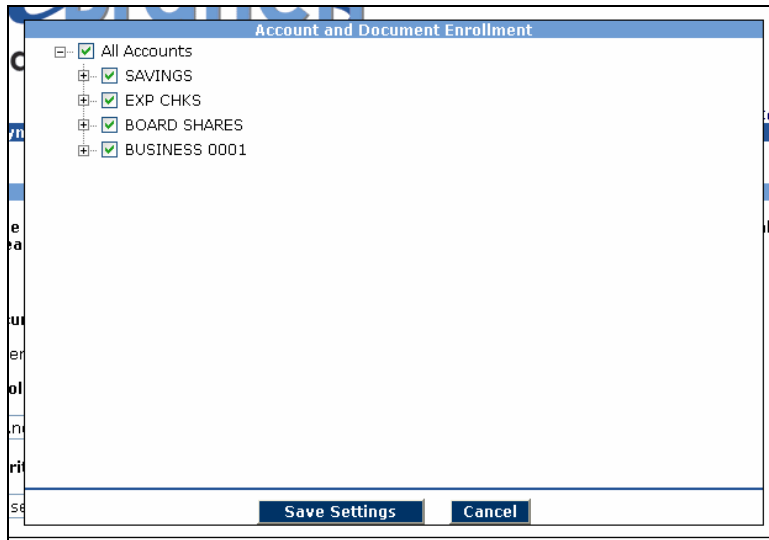 Account and Document Enrollment
All Accounts
SAVINGS
EXP CHKS
BOARD SHARES
BUSINESS 0001
Save Settings
Cancel